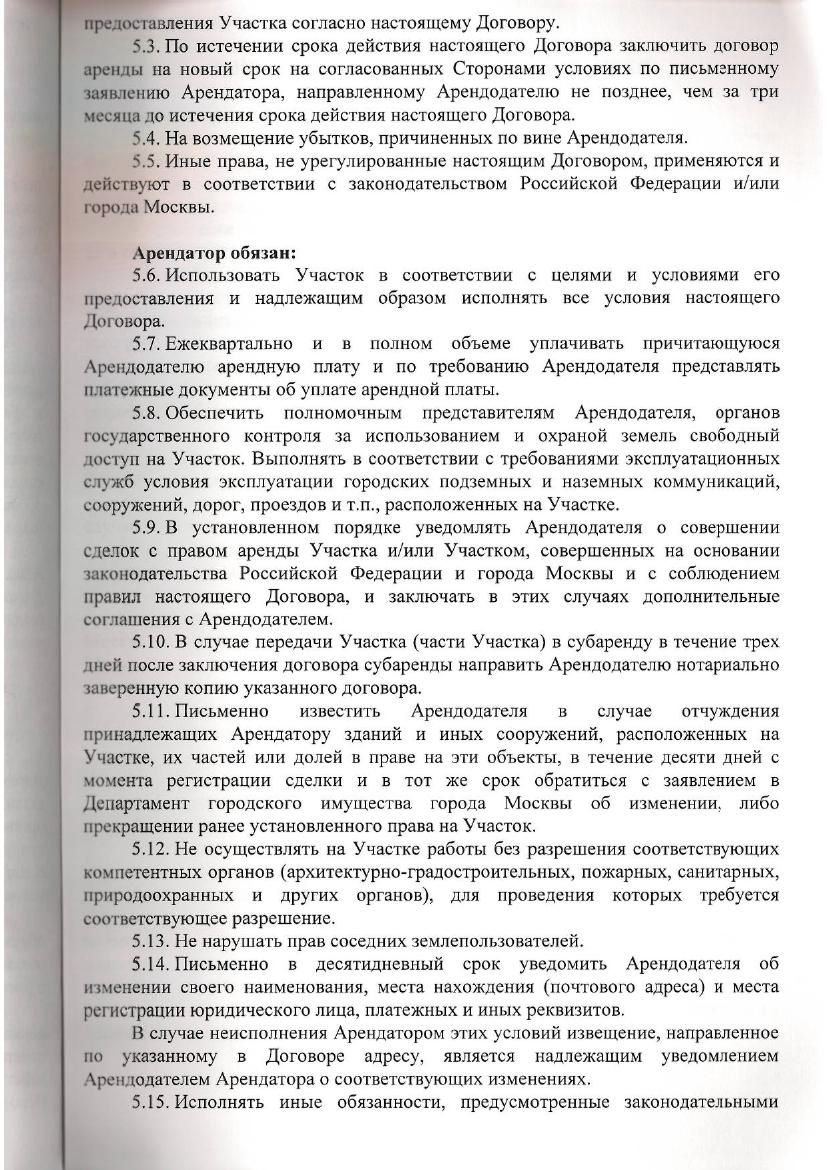 предоставления Участка согласно настоящему Договору.
5.3. По истечении срока действия настоящего Договора заключить договор
аренды на новый срок на согласованных Сторонами условиях по письменному
заявлению Арендатора, направленному Арендодателю не позднее, чем за три
месяца до истечения срока действия настоящего Договора.
5.4. На возмещение убытков, причиненных по вине Арендодателя.
5.5. Иные права, не урегулированные настоящим Договором, применяются и
действуют в соответствии с законодательством Российской Федерации и/или
города Москвы.
Арендатор обязан:
5.6. Использовать Участок в соответствии с целями и условиями его
предоставления и надлежащим образом исполнять все условия настоящего
Договора.
5.7. Ежеквартально и в полном объеме уплачивать причитающуюся
Арендодателю арендную плату и по требованию Арендодателя представлять
платежные документы об уплате арендной платы.
5.8. Обеспечить полномочным представителям Арендодателя, органов
государственного контроля за использованием и охраной земель свободный
доступ на Участок. Выполнять в соответствии с требованиями эксплуатационных
служб условия эксплуатации городских подземных и наземных коммуникаций,
сооружений, дорог, проездов и т.п., расположенных на Участке.
5.9. В установленном порядке уведомлять Арендодателя о совершении
сделок с правом аренды Участка и/или Участком, совершенных на основании
законодательства Российской Федерации и города Москвы и с соблюдением
правил настоящего Договора, и заключать в этих случаях дополнительные
соглашения с Арендодателем.
5.10. В случае передачи Участка (части Участка) в субаренду в течение трех
дней после заключения договора субаренды направить Арендодателю нотариально
заверенную копию указанного договора.
5.11. Письменно известить Арендодателя в случае отчуждения
принадлежащих Арендатору зданий и иных сооружений, расположенных на
Участке, их частей или долей в праве на эти объекты, в течение десяти дней с
момента регистрации сделки и в тот же срок обратиться с заявлением в
Департамент городского имущества города Москвы об изменении, либо
прекращении ранее установленного права на Участок.
5.12. Не осуществлять на Участке работы без разрешения соответствующих
компетентных органов (архитектурно-градостроительных, пожарных, санитарных,
природоохранных и других органов), для проведения которых требуется
соответствующее разрешение.
5.13. Не нарушать прав соседних землепользователей.
5.14. Письменно в десятидневный срок уведомить Арендодателя об
изменении своего наименования, места нахождения (почтового адреса) и места
регистрации юридического лица, платежных и иных реквизитов.
В случае неисполнения Арендатором этих условий извещение, направленное
по указанному в Договоре адресу, является надлежащим уведомлением
Арендодателем Арендатора о соответствующих изменениях.
5.15. Исполнять иные обязанности, предусмотренные законодательными